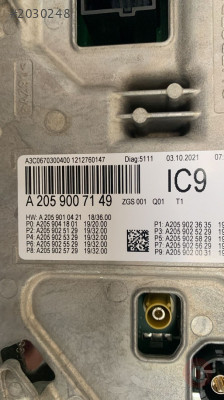 2030248
A3C0670300400 1212760147 Diag:5111 03.10.2021 07:
A 205 900 71 49 ZGS 001 Q01 T1 IC9
HW: A 205 901 04 21 18/36.00
P0: A 205 904 18 01 19/20.00 P1: A 205 902 36 35 19
P2: A 205 902 51 29 19/32.00 P3: A 205 902 52 29 19
P4: A 205 902 53 29 19/32.00 P5: A 205 902 58 29
P6: A 205 902 55 29 19/32.00 P7: A 205 902 56 29
P8: A 205 902 57 29 19/32.00 P9: A 205 902 00 31